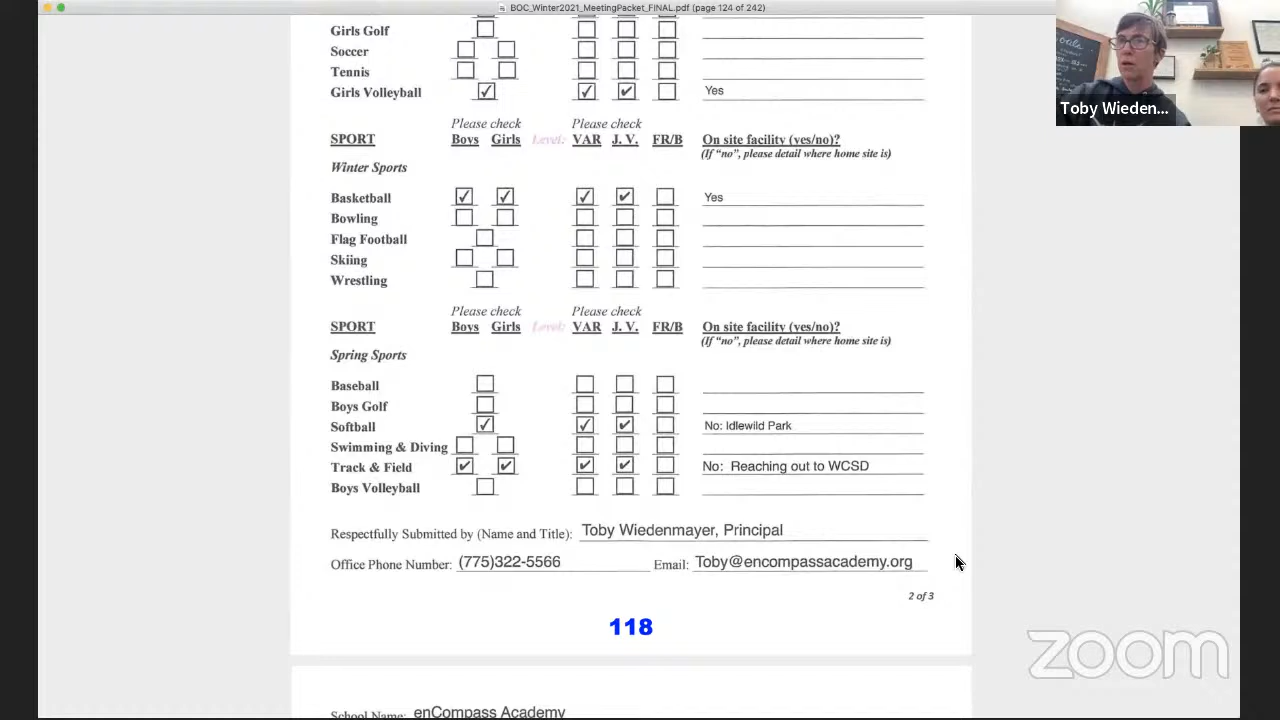 BOC_Winter2021_MeetingPacket_FINAL.pdf (page 124 of 242)
Girls Golf
Soccer
Tennis
Girls Volleyball Yes
Please check Please check
SPORT Boys Girls Level: VAR J. V. FR/B On site facility (yes/no)?
(If “no”, please detail where home site is)
Winter Sports
Basketball Yes
Bowling
Flag Football
Skiing
Wrestling
Please check Please check
SPORT Boys Girls Level: VAR J. V. FR/B On site facility (yes/no)?
(If “no”, please detail where home site is)
Spring Sports
Baseball
Boys Golf
Softball No: Idlewild Park
Swimming & Diving
Track & Field No: Reaching out to WCSD
Boys Volleyball
Respectfully Submitted by (Name and Title): Toby Wiedenmayer, Principal
Office Phone Number: (775)322-5566 Email: Toby@encompassacademy.org
2 of 3
118
School Name: enCompass Academy
Toby Wieden...
zoom